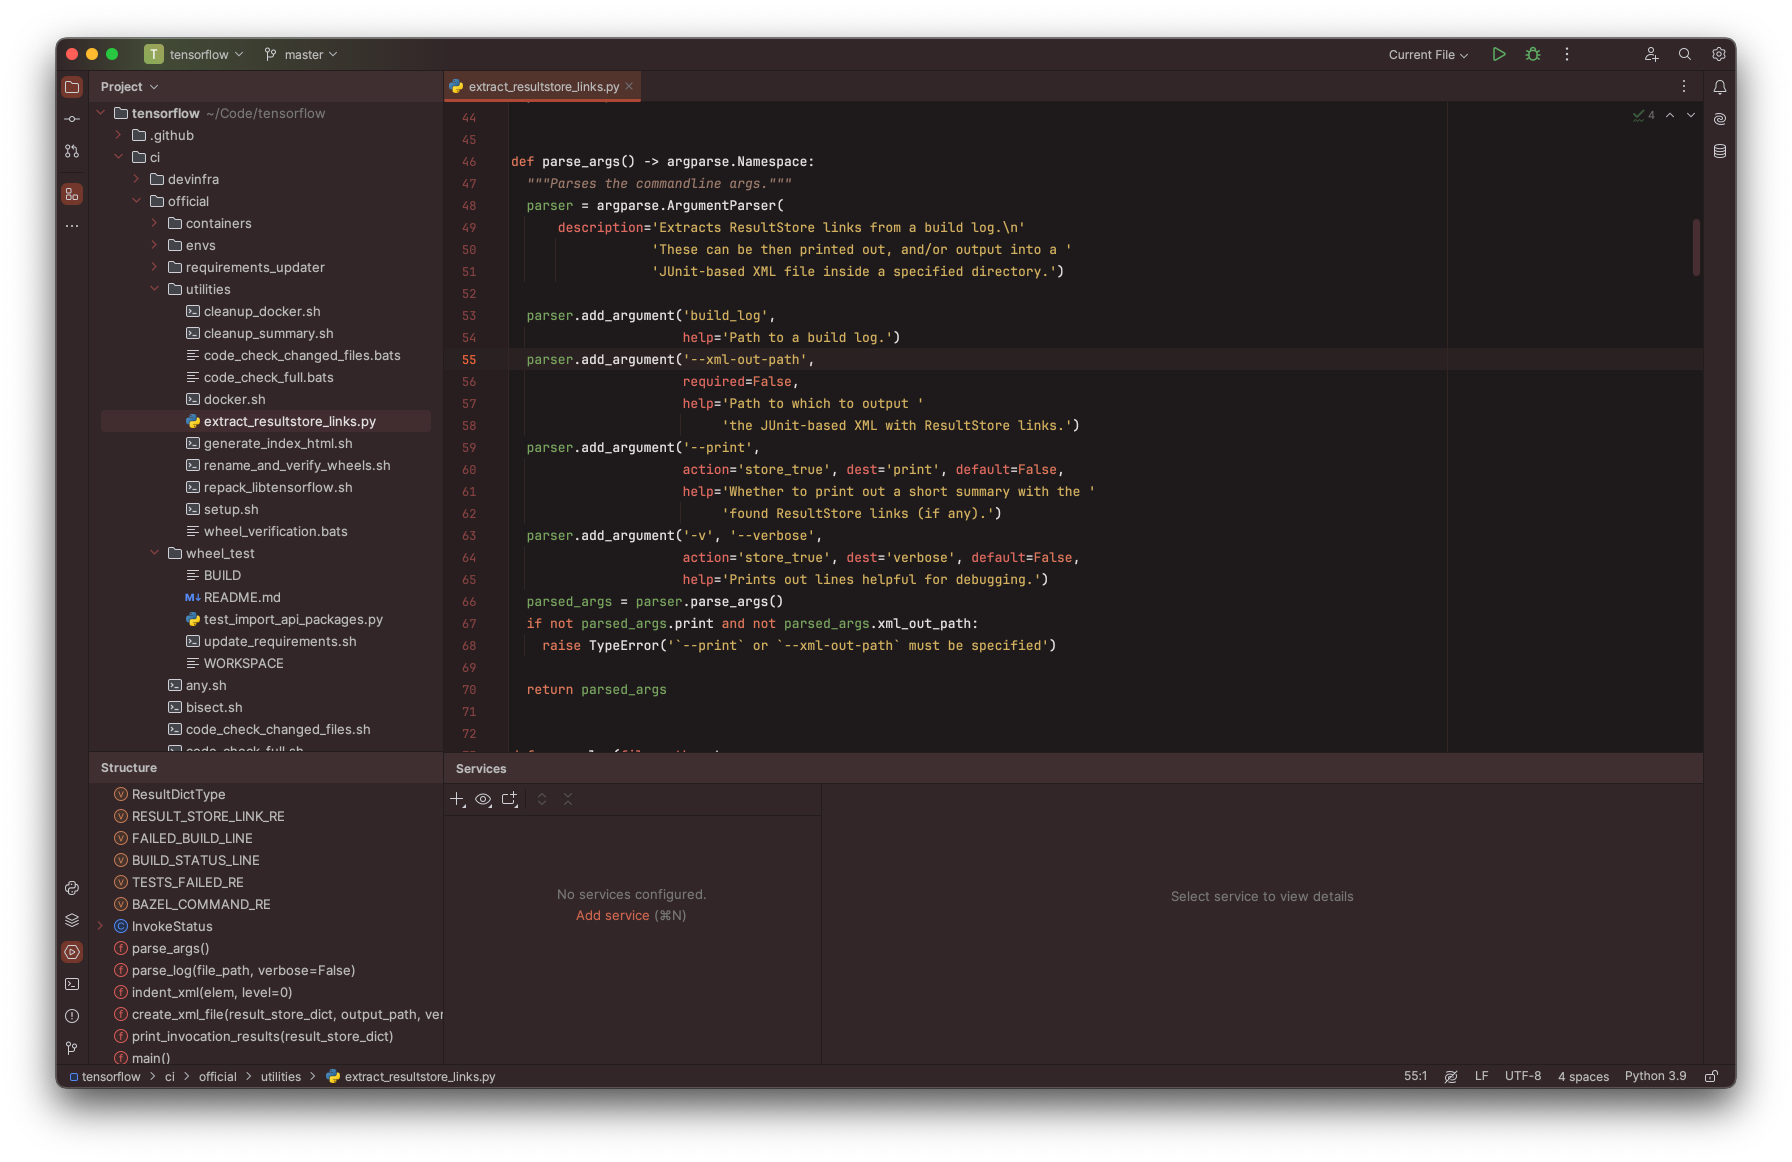 T tensorflow master Current File
Project
tensorflow ~/Code/tensorflow
.github
ci
devinfra
official
containers
envs
requirements_updater
utilities
cleanup_docker.sh
cleanup_summary.sh
code_check_changed_files.bats
code_check_full.bats
docker.sh
extract_resultstore_links.py
generate_index_html.sh
rename_and_verify_wheels.sh
repack_libtensorflow.sh
setup.sh
wheel_verification.bats
wheel_test
BUILD
M↓ README.md
test_import_api_packages.py
update_requirements.sh
WORKSPACE
any.sh
bisect.sh
code_check_changed_files.sh
code_check_full.sh
extract_resultstore_links.py
4
44
45
46 def parse_args() -> argparse.Namespace:
47 """Parses the commandline args."""
48 parser = argparse.ArgumentParser(
49 description='Extracts ResultStore links from a build log.\n'
50 'These can be then printed out, and/or output into a '
51 'JUnit-based XML file inside a specified directory.')
52
53 parser.add_argument('build_log',
54 help='Path to a build log.')
55 parser.add_argument('--xml-out-path',
56 required=False,
57 help='Path to which to output '
58 'the JUnit-based XML with ResultStore links.')
59 parser.add_argument('--print',
60 action='store_true', dest='print', default=False,
61 help='Whether to print out a short summary with the '
62 'found ResultStore links (if any).')
63 parser.add_argument('-v', '--verbose',
64 action='store_true', dest='verbose', default=False,
65 help='Prints out lines helpful for debugging.')
66 parsed_args = parser.parse_args()
67 if not parsed_args.print and not parsed_args.xml_out_path:
68 raise TypeError('`--print` or `--xml-out-path` must be specified')
69
70 return parsed_args
71
72
Structure
V ResultDictType
V RESULT_STORE_LINK_RE
V FAILED_BUILD_LINE
V BUILD_STATUS_LINE
V TESTS_FAILED_RE
V BAZEL_COMMAND_RE
C InvokeStatus
f parse_args()
f parse_log(file_path, verbose=False)
f indent_xml(elem, level=0)
f create_xml_file(result_store_dict, output_path, ver
f print_invocation_results(result_store_dict)
f main()
Services
No services configured.
Add service (⌘N)
Select service to view details
tensorflow > ci > official > utilities > extract_resultstore_links.py
55:1 LF UTF-8 4 spaces Python 3.9